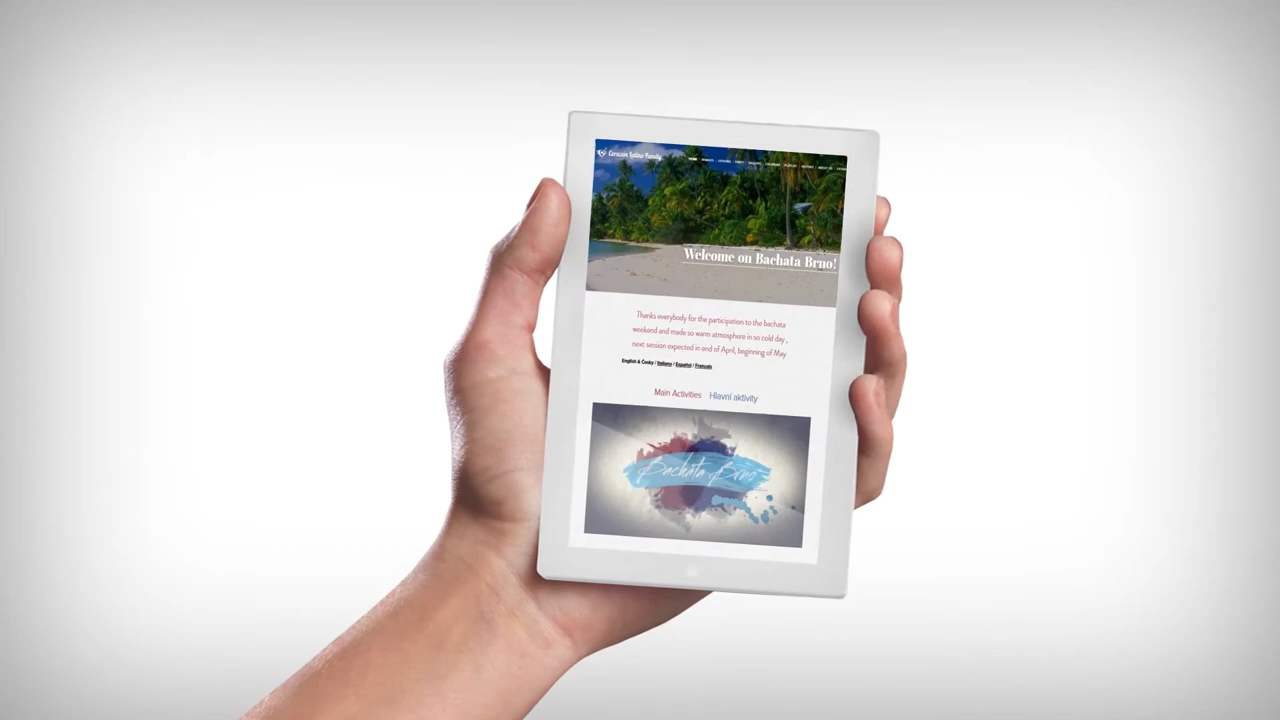 Corazón Latino Family
HOME
Welcome on Bachata Brno!
Thanks everybody for the participation to the bachata
weekend and made so warm atmosphere in so cold day ,
next session expected in end of April, beginning of May
English & Česky / Italiano / Español / Français
Main Activities Hlavní aktivity
Bachata Brno